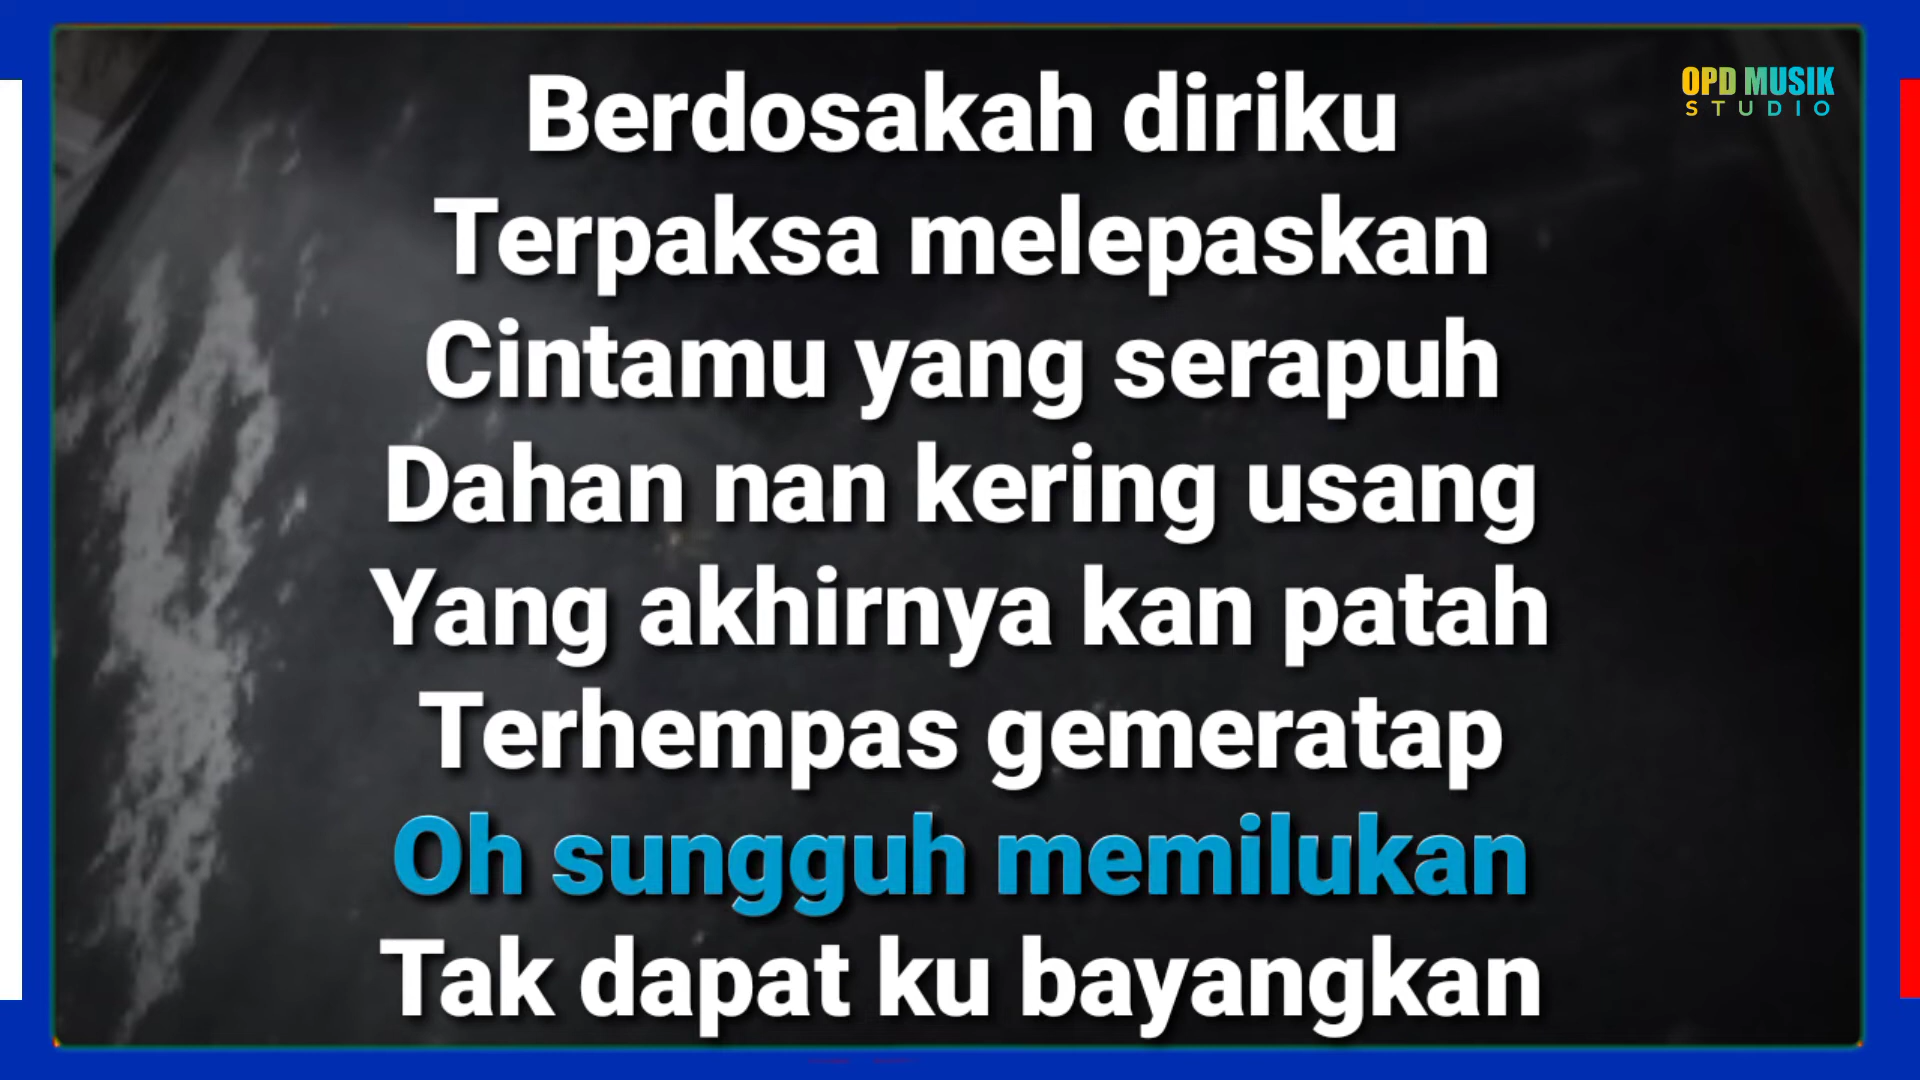 OPD MUSIK
STUDIO
Berdosakah diriku
Terpaksa melepaskan
Cintamu yang serapuh
Dahan nan kering usang
Yang akhirnya kan patah
Terhempas gemeratap
Oh sungguh memilukan
Tak dapat ku bayangkan